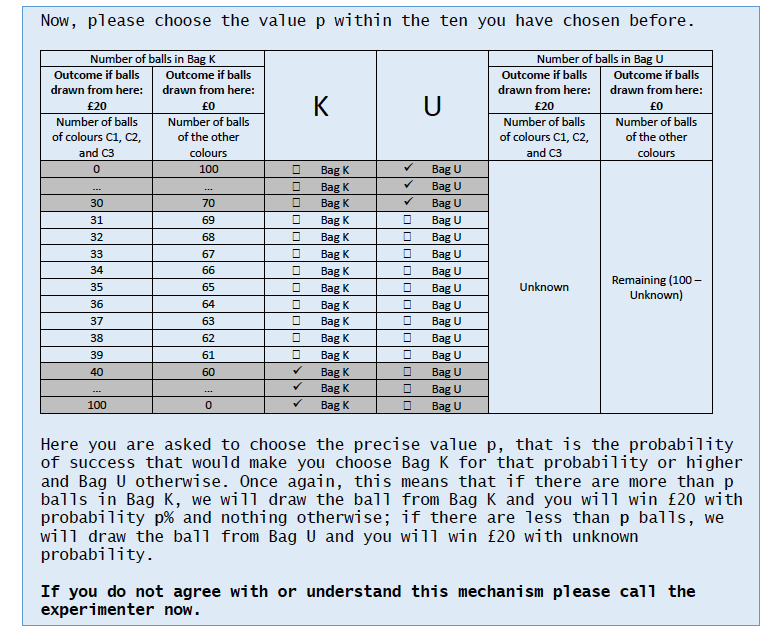 Now, please choose the value p within the ten you have chosen before.
Number of balls in Bag K K U Number of balls in Bag U
Outcome if balls drawn from here: £20 Outcome if balls drawn from here: £0 Outcome if balls drawn from here: £20 Outcome if balls drawn from here: £0
Number of balls of colours C1, C2, and C3 Number of balls of the other colours Number of balls of colours C1, C2, and C3 Number of balls of the other colours
0 100 Bag K ✓ Bag U
... ... Bag K ✓ Bag U
30 70 Bag K ✓ Bag U
31 69 Bag K Bag U
32 68 Bag K Bag U
33 67 Bag K Bag U
34 66 Bag K Bag U
35 65 Bag K Bag U Unknown Remaining (100 – Unknown)
36 64 Bag K Bag U
37 63 Bag K Bag U
38 62 Bag K Bag U
39 61 Bag K Bag U
40 60 ✓ Bag K Bag U
... ... ✓ Bag K Bag U
100 0 ✓ Bag K Bag U
Here you are asked to choose the precise value p, that is the probability
of success that would make you choose Bag K for that probability or higher
and Bag U otherwise. Once again, this means that if there are more than p
balls in Bag K, we will draw the ball from Bag K and you will win £20 with
probability p% and nothing otherwise; if there are less than p balls, we
will draw the ball from Bag U and you will win £20 with unknown
probability.
If you do not agree with or understand this mechanism please call the
experimenter now.